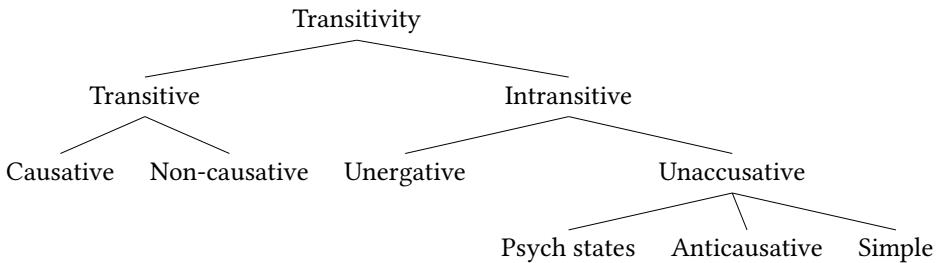 Transitivity
Transitive Intransitive
Causative Non-causative Unergative Unaccusative
Psych states Anticausative Simple